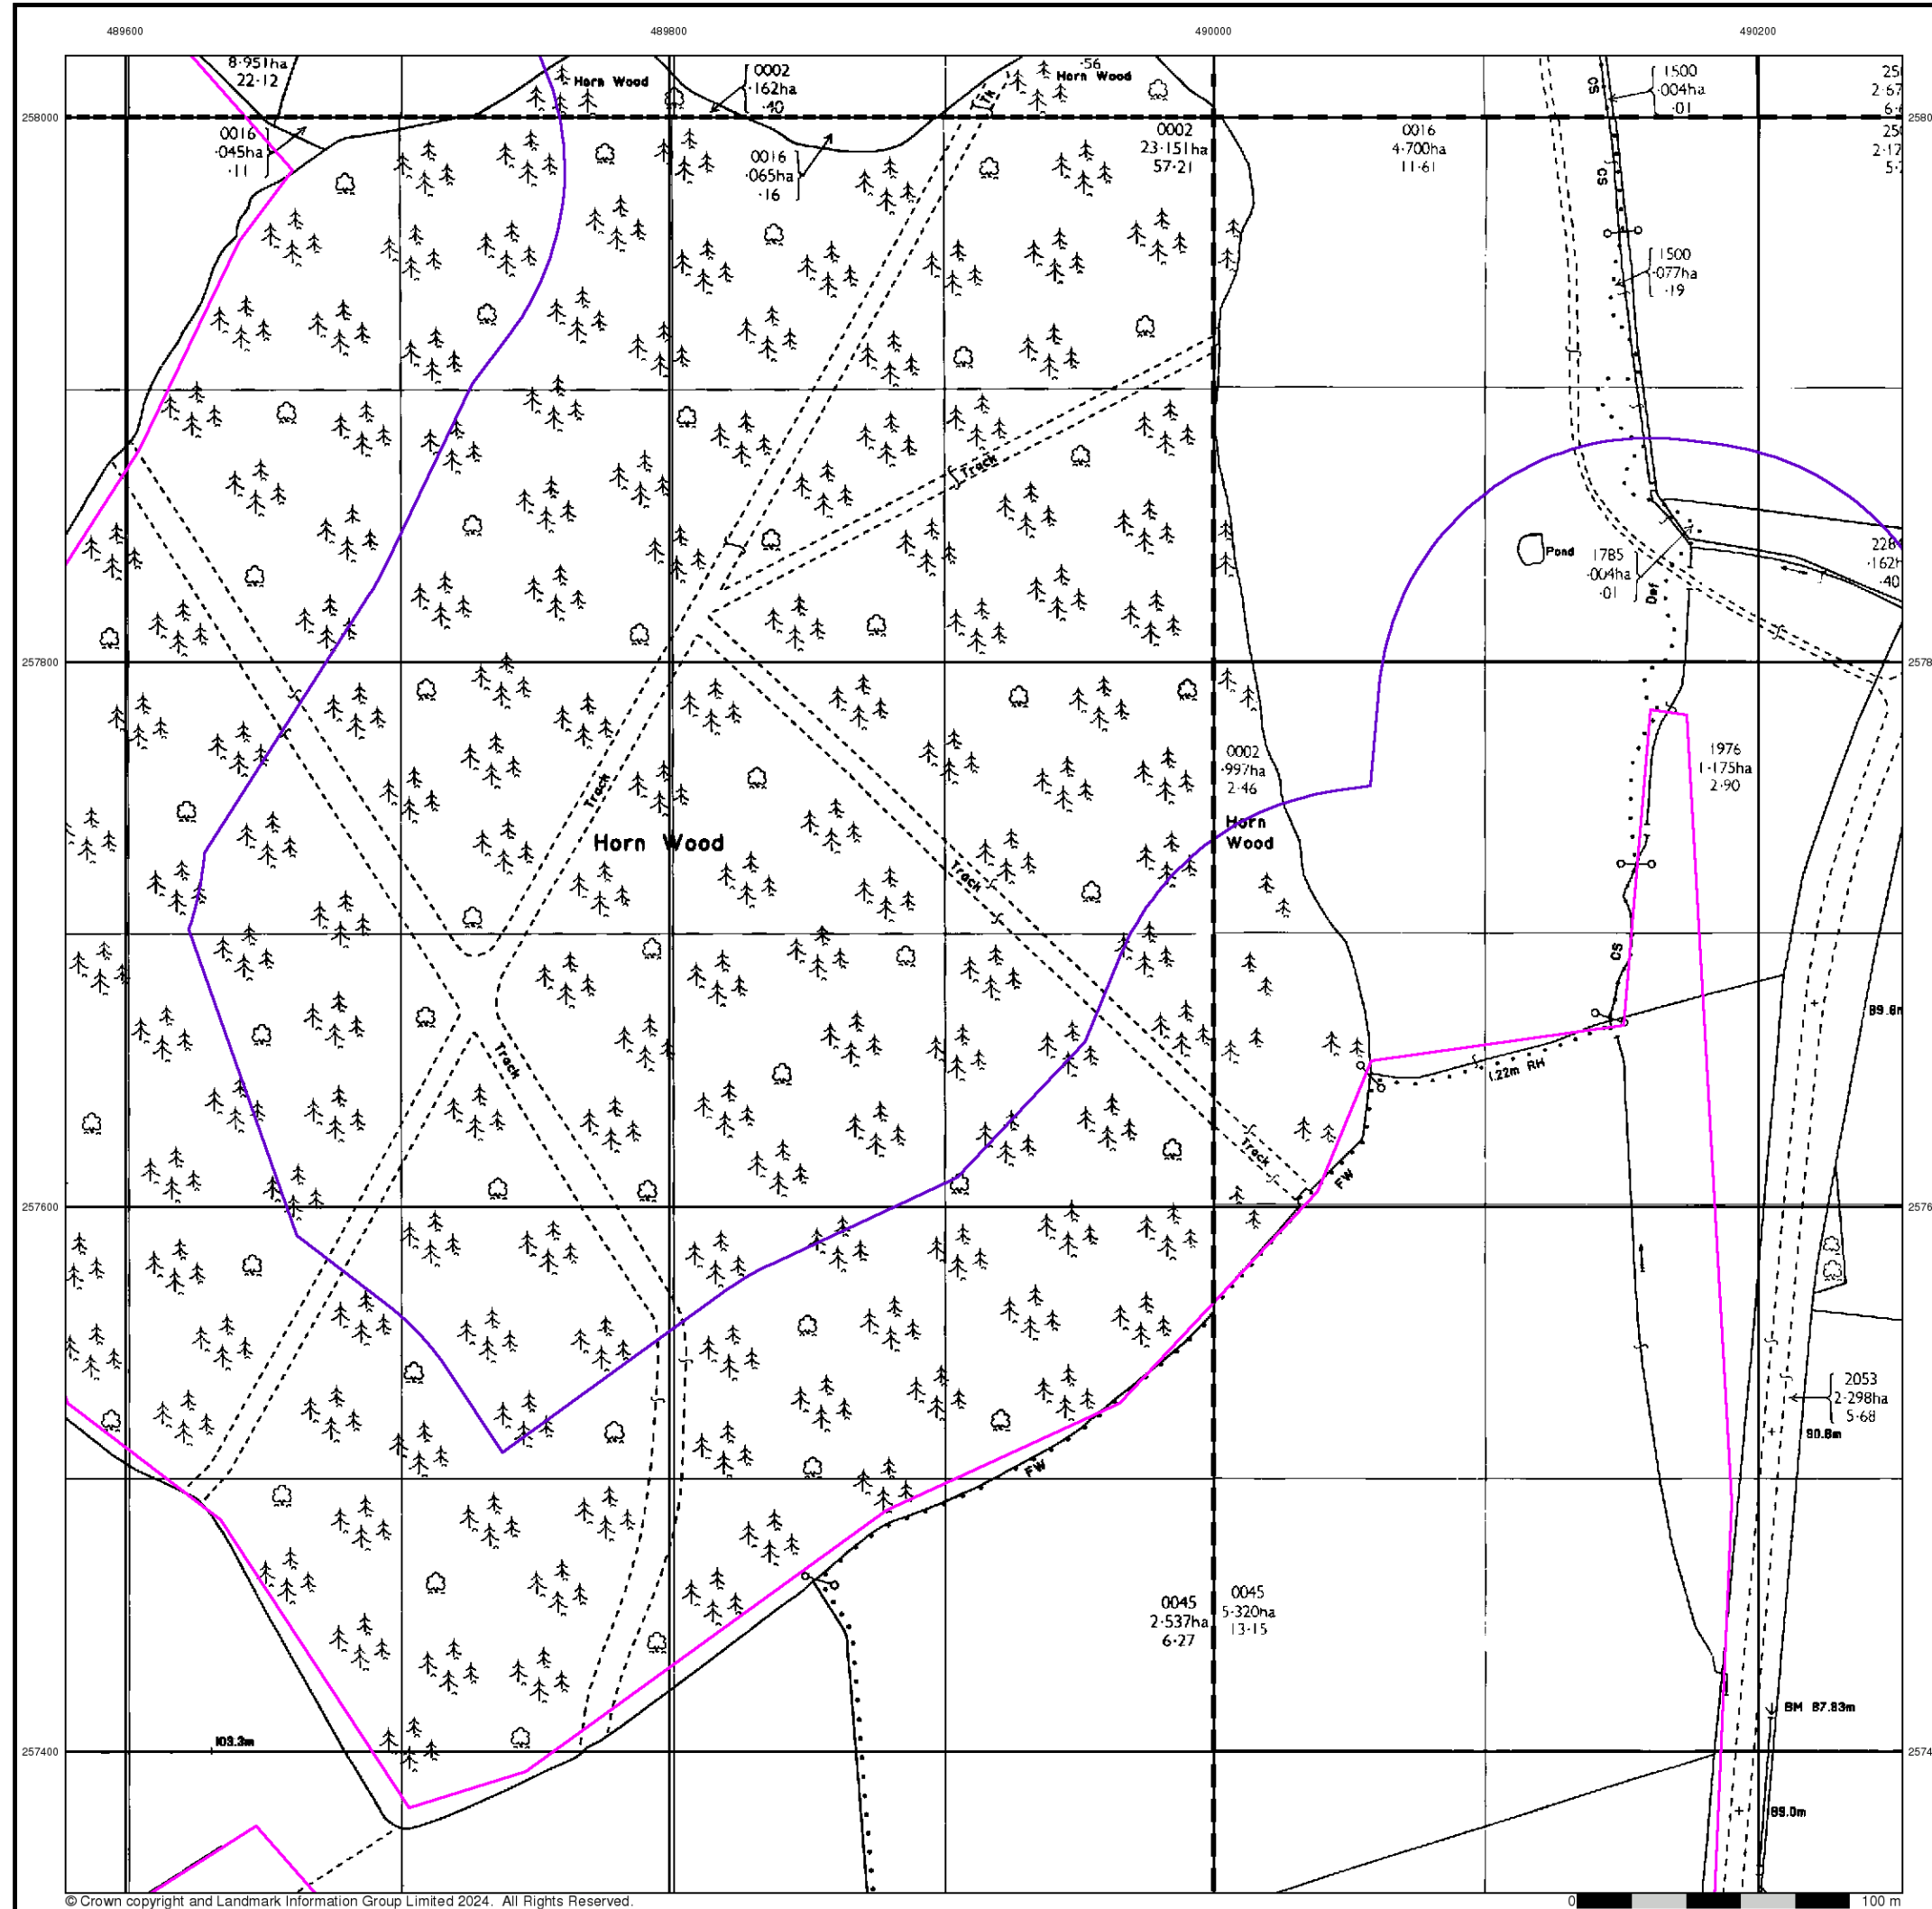 489600
489800
490000
490200
8·951ha
22·12
Horn Wood
0002
·162ha
·40
·56
Horn Wood
Trk
CS
1500
·004ha
·01
258000
0016
·045ha
·11
0016
·065ha
·16
0002
23·151ha
57·21
0016
4·700ha
11·61
CS
1500
·077ha
·19
Track
Pond
1785
·004ha
·01
Def
·40
257800
Track
Horn Wood
Track
0002
·997ha
2·46
Horn
Wood
1976
1·175ha
2·90
CS
Track
1.22m RH
Track
FW
257600
2053
2·298ha
5·68
90.8m
FW
0045
2·537ha
6·27
0045
5·320ha
13·15
BM 87.83m
103.3m
257400
89.0m
© Crown copyright and Landmark Information Group Limited 2024. All Rights Reserved.
0
100 m